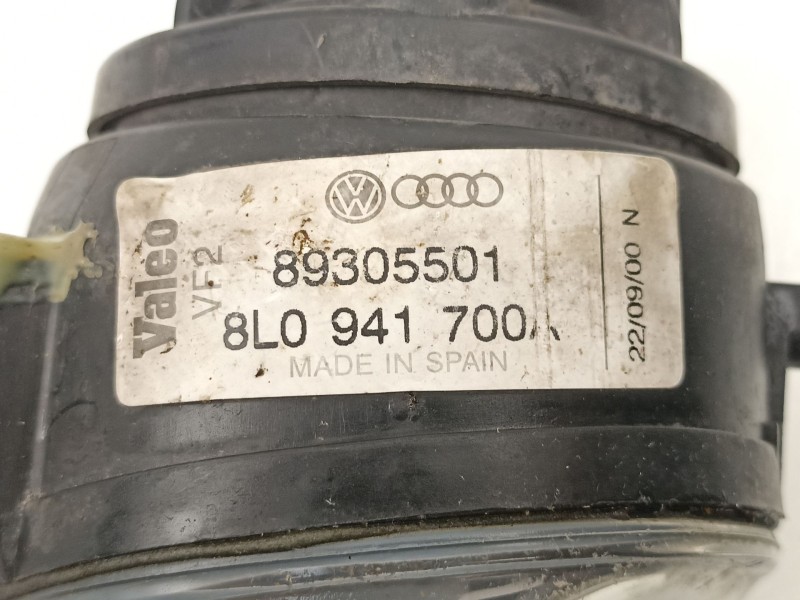 Valeo
VF2
89305501
8L0 941 700A
MADE IN SPAIN
22/09/00 N